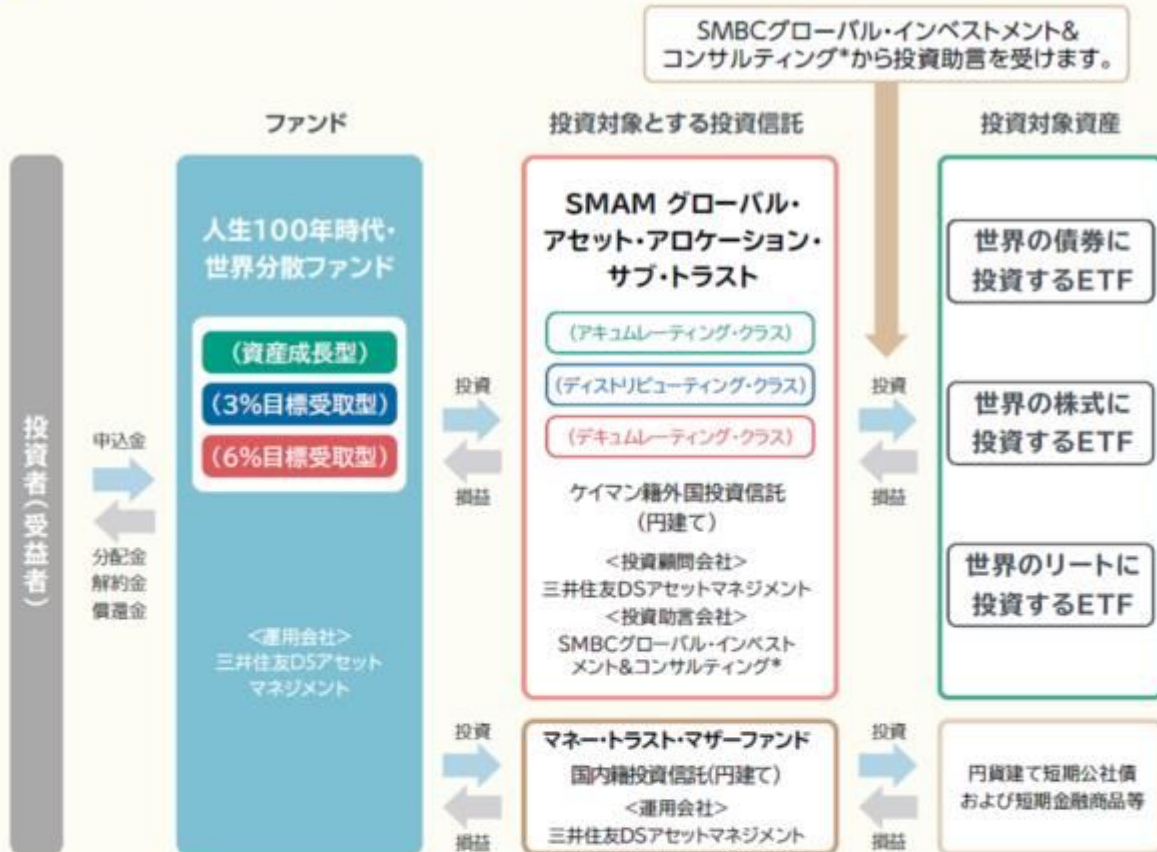 SMBCグローバル・インベストメント&
コンサルティング*から投資助言を受けます。
ファンド
投資対象とする投資信託
投資対象資産
投資者(受益者)
申込金
分配金
解約金
償還金
人生100年時代・
世界分散ファンド
(資産成長型)
(3%目標受取型)
(6%目標受取型)
<運用会社>
三井住友DSアセット
マネジメント
投資
損益
SMAM グローバル・
アセット・アロケーション・
サブ・トラスト
(アキュムレーティング・クラス)
(ディストリビューティング・クラス)
(デキュムレーティング・クラス)
ケイマン籍外国投資信託
(円建て)
<投資顧問会社>
三井住友DSアセットマネジメント
<投資助言会社>
SMBCグローバル・インベスト
メント&コンサルティング*
投資
損益
世界の債券に
投資するETF
世界の株式に
投資するETF
世界のリートに
投資するETF
投資
損益
マネー・トラスト・マザーファンド
国内籍投資信託(円建て)
<運用会社>
三井住友DSアセットマネジメント
投資
損益
円貨建て短期公社債
および短期金融商品等